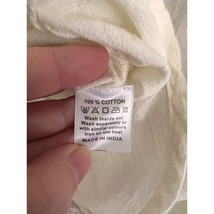 100 % COTTON
Wash inside out
Wash separately or
with similar colours
Iron on low heat
MADE IN INDIA